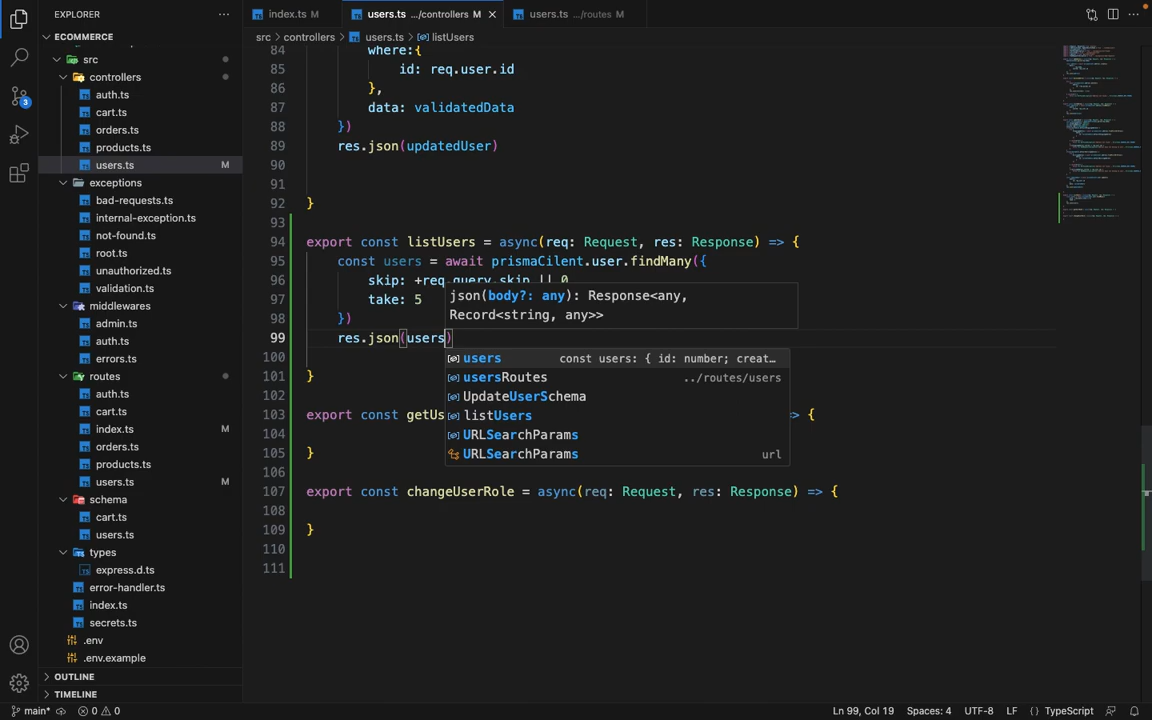 EXPLORER
index.ts M
users.ts .../controllers M
users.ts .../routes M
ECOMMERCE
src > controllers > users.ts > listUsers
src
controllers
auth.ts
cart.ts
orders.ts
products.ts
users.ts M
exceptions
bad-requests.ts
internal-exception.ts
not-found.ts
root.ts
unauthorized.ts
validation.ts
middlewares
admin.ts
auth.ts
errors.ts
routes
auth.ts
cart.ts
index.ts M
orders.ts
products.ts
users.ts M
schema
cart.ts
users.ts
types
express.d.ts
error-handler.ts
index.ts
secrets.ts
.env
.env.example
OUTLINE
TIMELINE
3
84 where:{
85 id: req.user.id
86 },
87 data: validatedData
88 })
89 res.json(updatedUser)
90
91
92 }
93
94 export const listUsers = async(req: Request, res: Response) => {
95 const users = await prismaCilent.user.findMany({
96 skip: +req.query.skip || 0
97 take: 5
98 })
99 res.json(users)
100
101 }
102
103 export const getUs => {
104
105 }
106
107 export const changeUserRole = async(req: Request, res: Response) => {
108
109 }
110
111
json(body?: any): Response<any,
Record<string, any>>
users const users: { id: number; creat...
usersRoutes ../routes/users
UpdateUserSchema
listUsers
URLSearchParams
URLSearchParams url
main* 0 0 Ln 99, Col 19 Spaces: 4 UTF-8 LF {} TypeScript